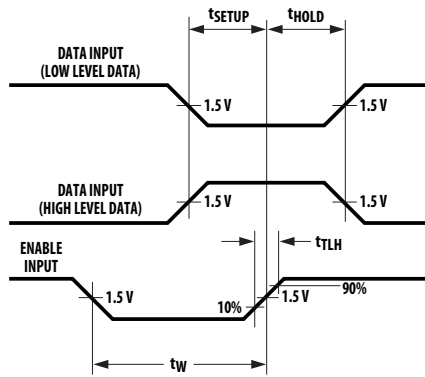 tSETUP
tHOLD
DATA INPUT
(LOW LEVEL DATA)
1.5 V
1.5 V
DATA INPUT
(HIGH LEVEL DATA)
1.5 V
1.5 V
ENABLE
INPUT
tTLH
1.5 V
10%
1.5 V
90%
tW